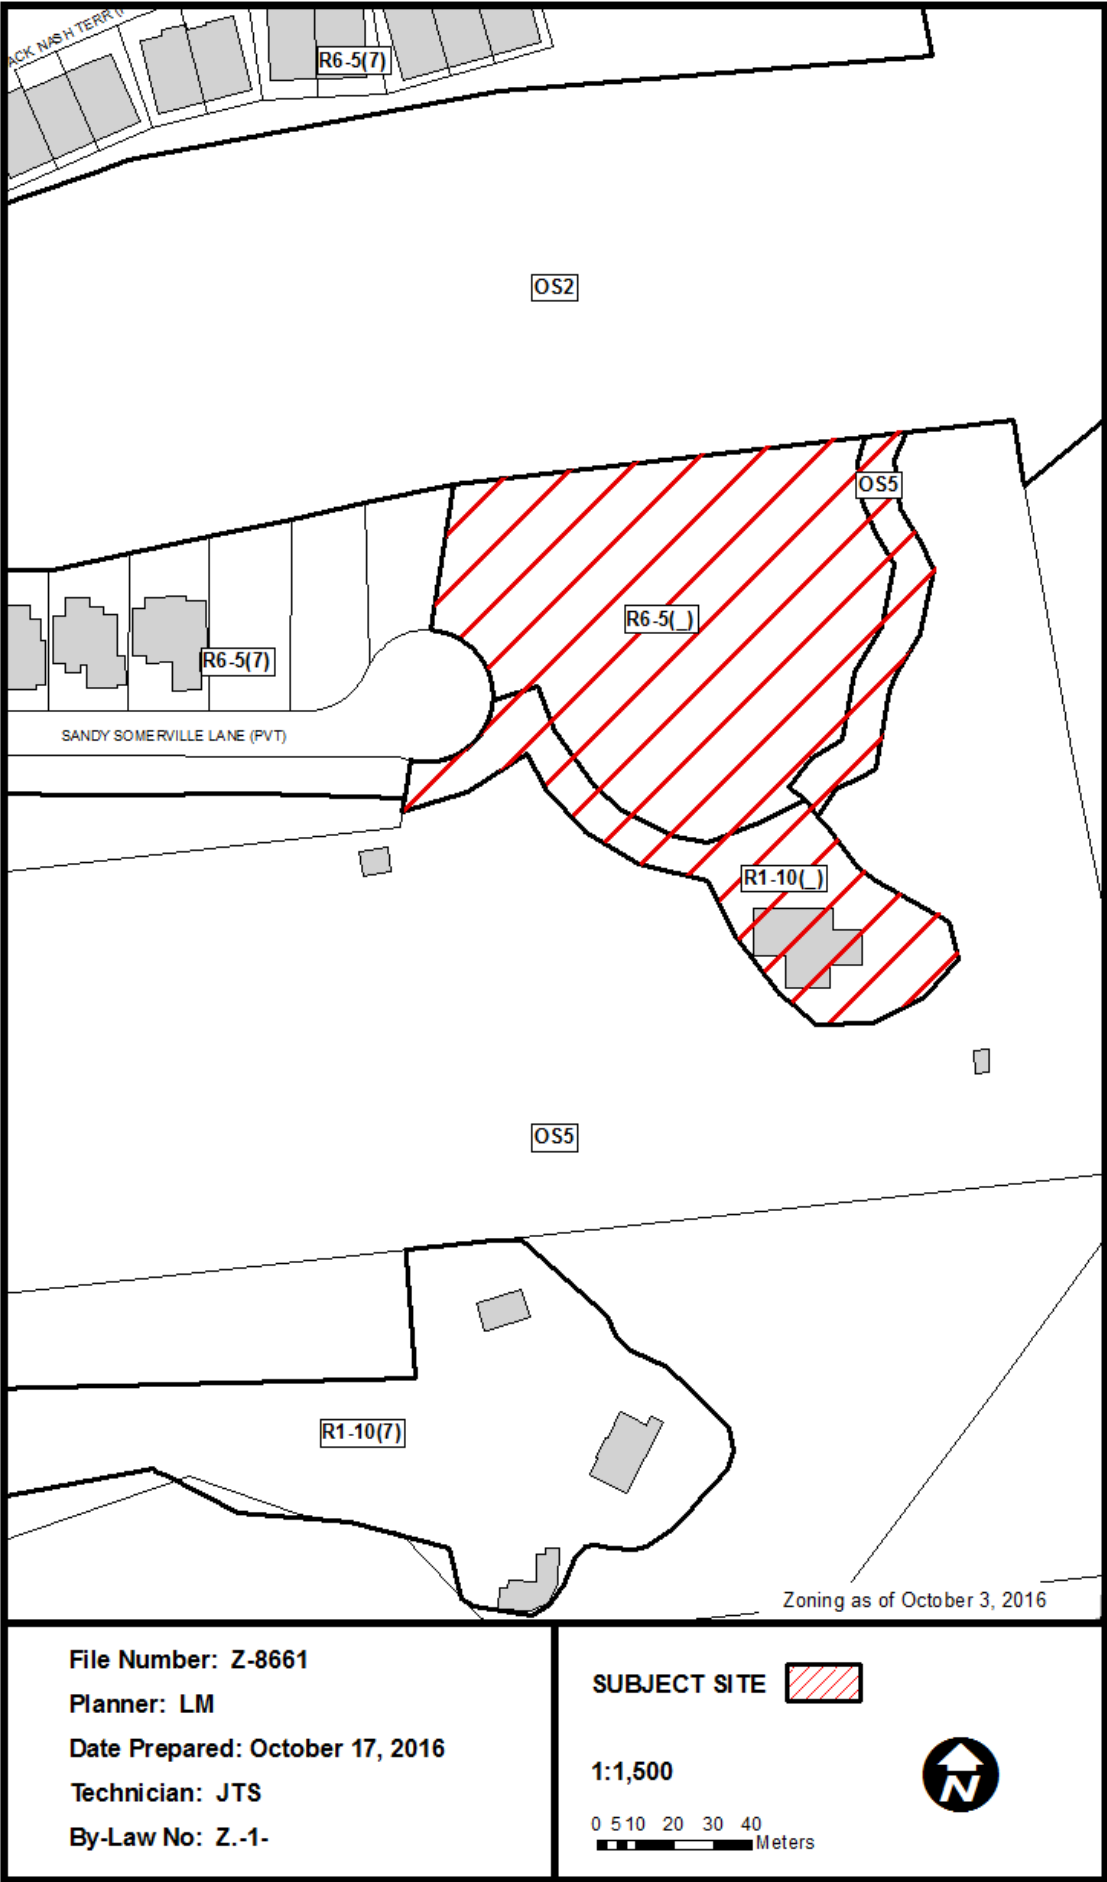 ACK NASH TERR (
R6-5(7)
OS2
OS5
R6-5(_)
R6-5(7)
SANDY SOMERVILLE LANE (PVT)
R1-10(_)
OS5
R1-10(7)
Zoning as of October 3, 2016
File Number: Z-8661
Planner: LM
Date Prepared: October 17, 2016
Technician: JTS
By-Law No: Z.-1-
SUBJECT SITE
1:1,500
N
0 5 10 20 30 40
Meters